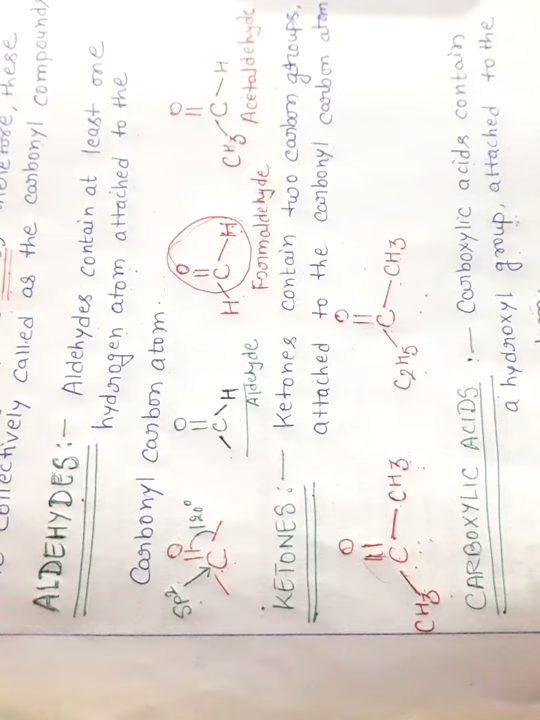 therefore, these
collectively called as the carbonyl compounds
ALDEHYDES:- Aldehydes contain at least one
hydrogen atom attached to the
Carbonyl carbon atom.
sp² O 120° C
O C H Aldehyde
O H C H Formaldehyde
O CH3 C H Acetaldehyde
KETONES:- Ketones contain two carbon groups,
attached to the carbonyl carbon atom
O CH3 C CH3
O C2H5 C CH3
CARBOXYLIC ACIDS :- Carboxylic acids contain
a hydroxyl group, attached to the